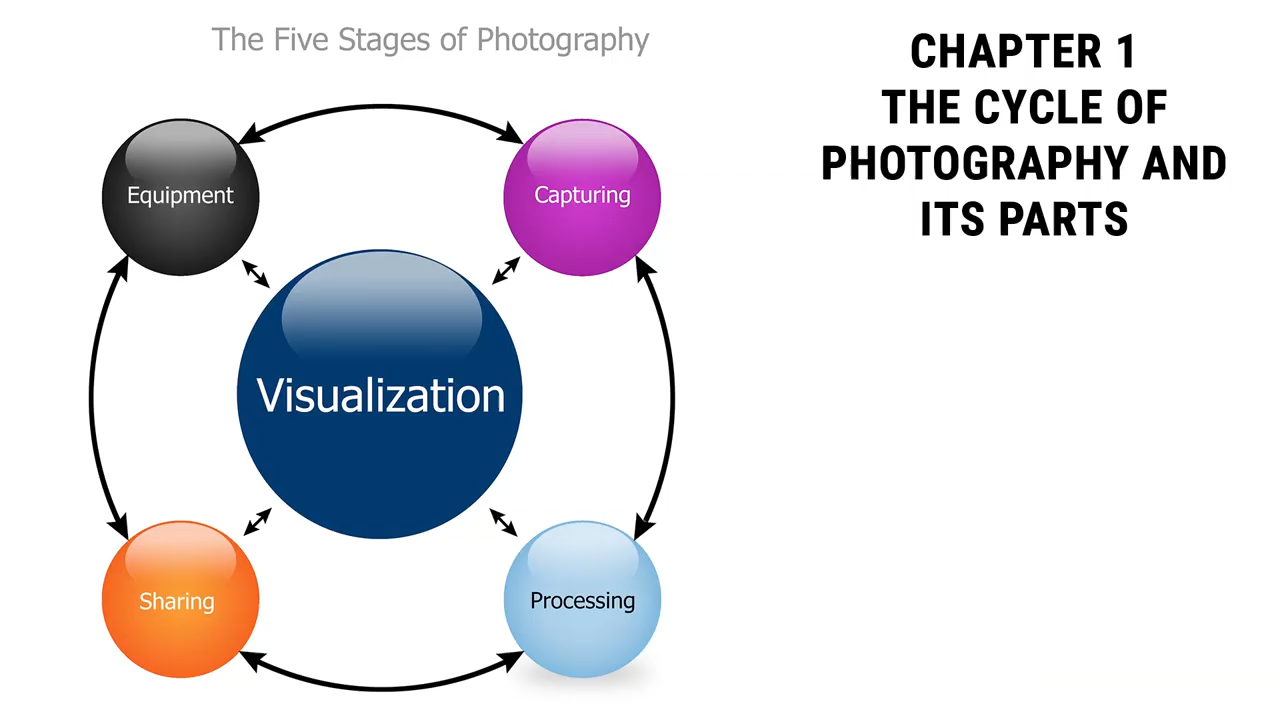 The Five Stages of Photography
Equipment
Capturing
Visualization
Sharing
Processing
CHAPTER 1
THE CYCLE OF
PHOTOGRAPHY AND
ITS PARTS